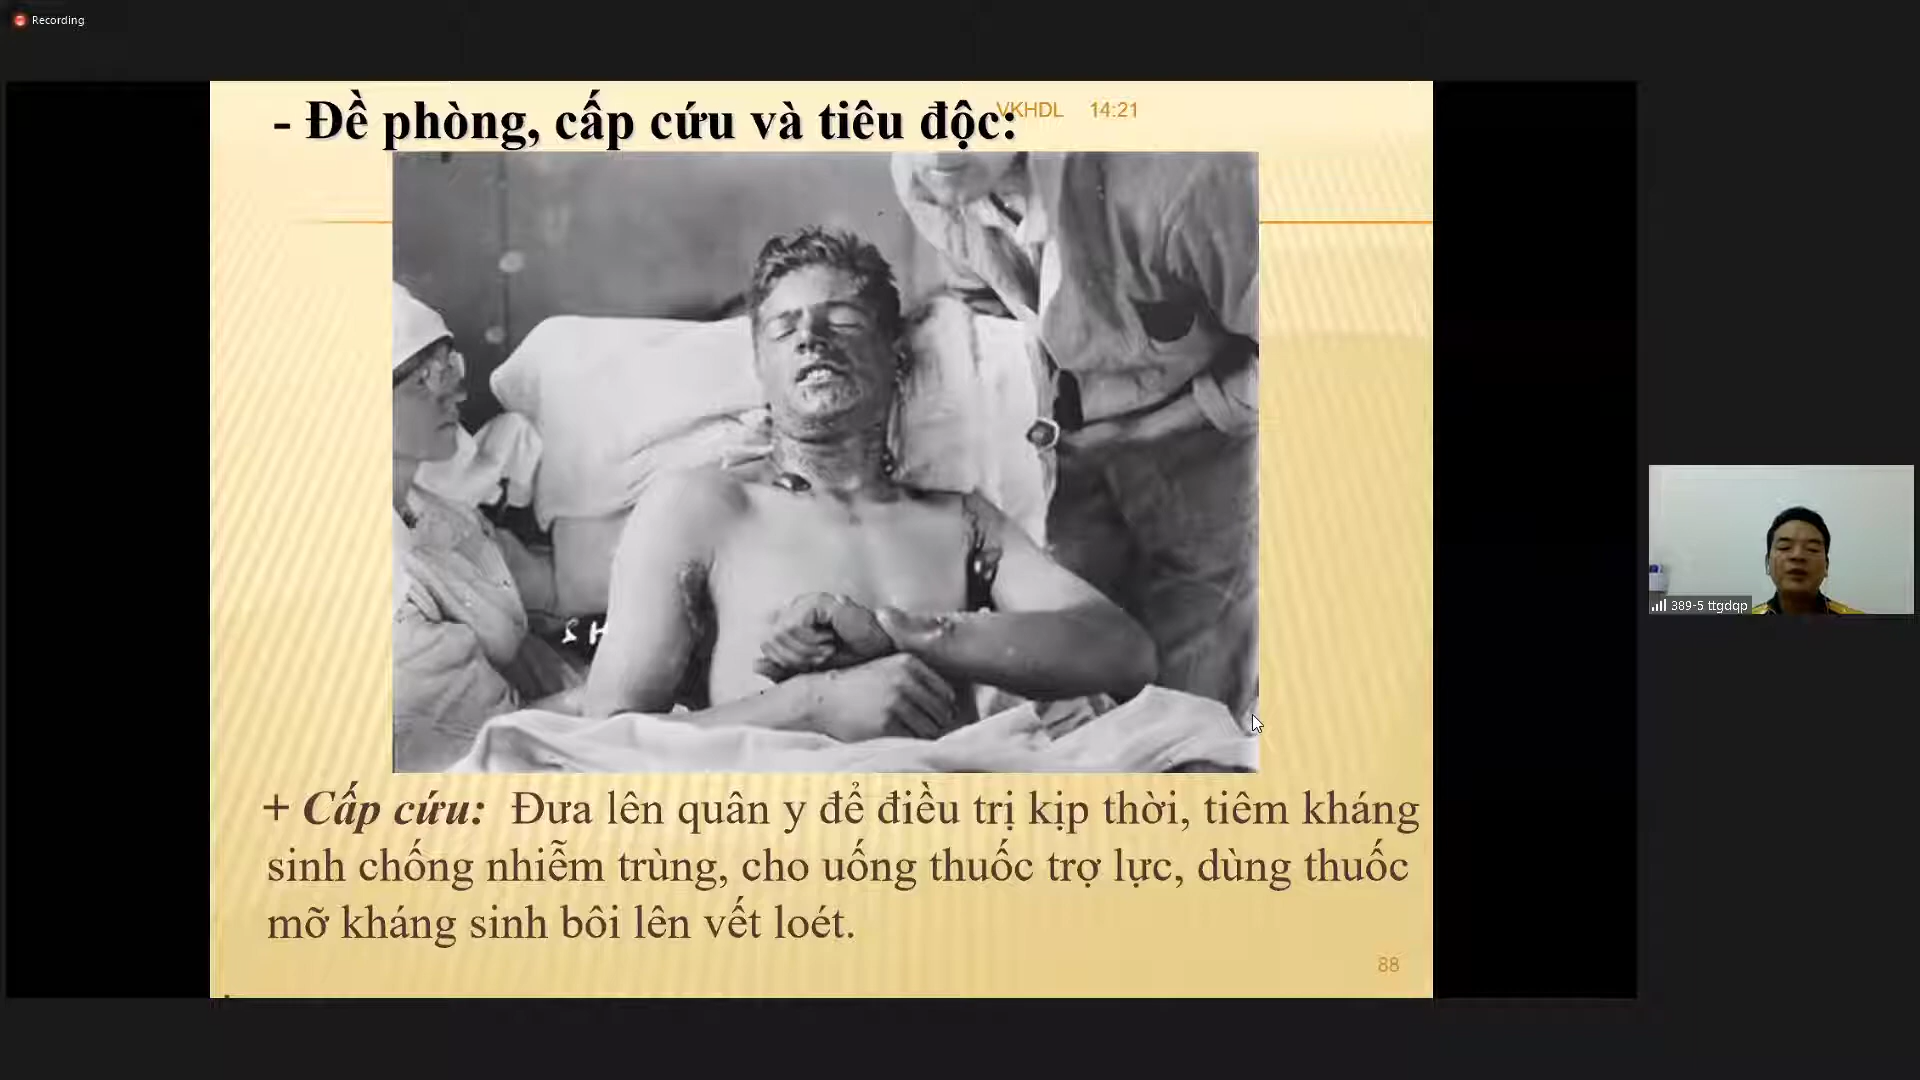 Recording
- Đề phòng, cấp cứu và tiêu độc:
VKHDL 14:21
SH
+ Cấp cứu: Đưa lên quân y để điều trị kịp thời, tiêm kháng
sinh chống nhiễm trùng, cho uống thuốc trợ lực, dùng thuốc
mỡ kháng sinh bôi lên vết loét.
88
389-5 ttgdqp